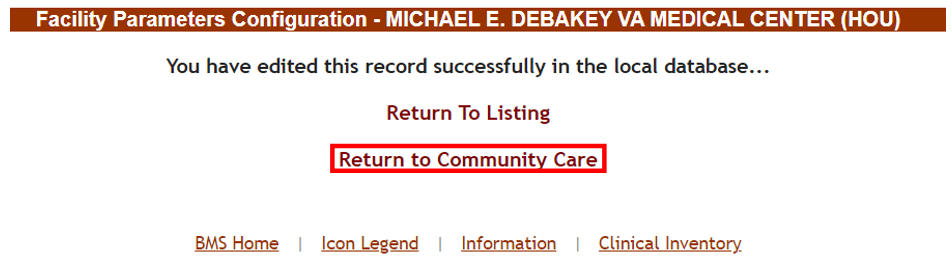 Facility Parameters Configuration - MICHAEL E. DEBAKEY VA MEDICAL CENTER (HOU)
You have edited this record successfully in the local database...
Return To Listing
Return to Community Care
BMS Home | Icon Legend | Information | Clinical Inventory